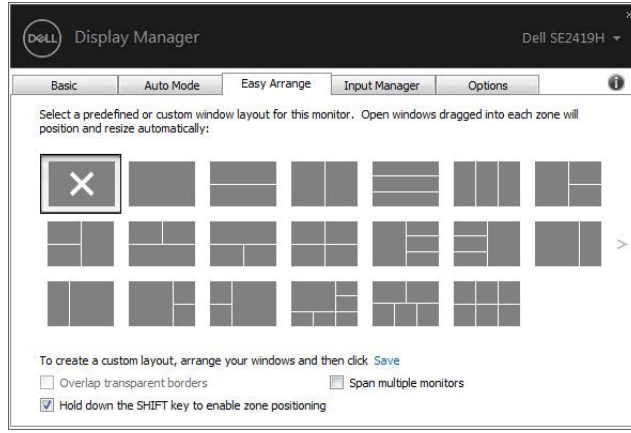 DELL Display Manager Dell SE2419H
Basic Auto Mode Easy Arrange Input Manager Options
Select a predefined or custom window layout for this monitor. Open windows dragged into each zone will
position and resize automatically:
To create a custom layout, arrange your windows and then click Save
Overlap transparent borders Span multiple monitors
Hold down the SHIFT key to enable zone positioning